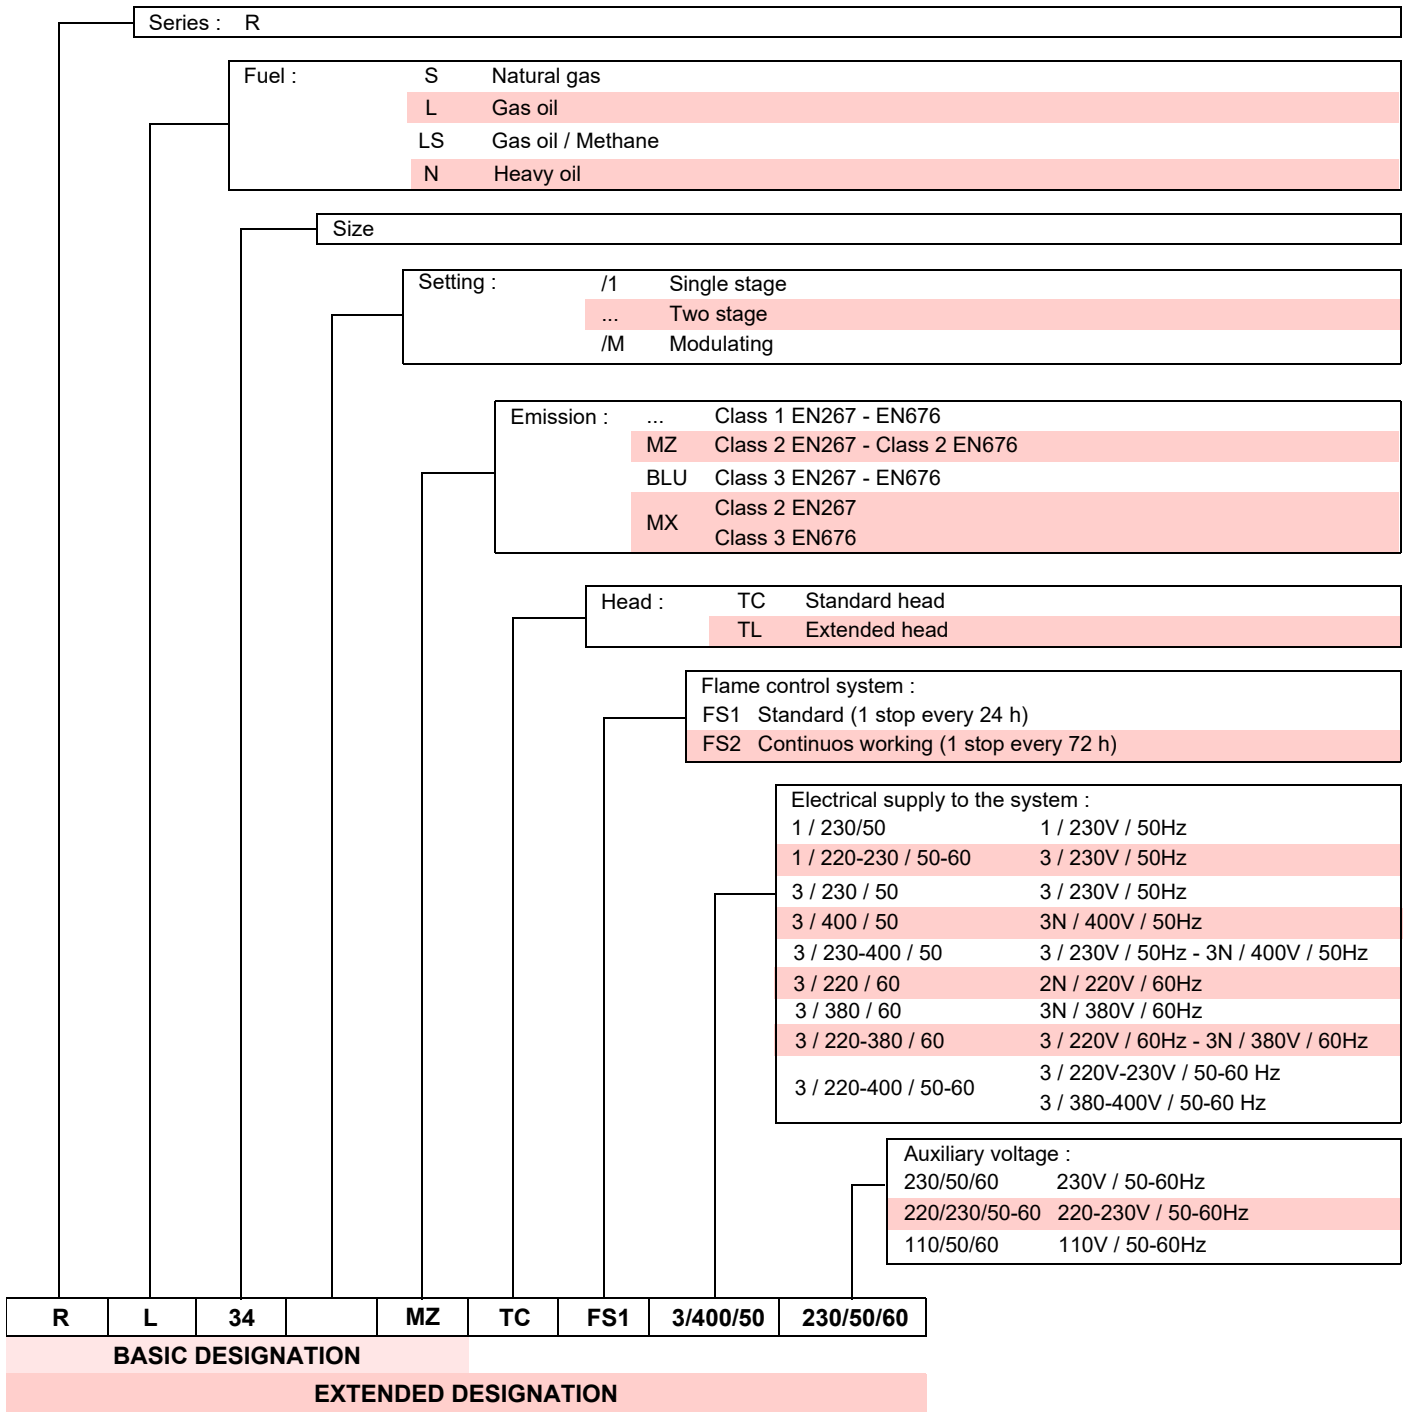 Series : R
Fuel : S Natural gas
L Gas oil
LS Gas oil / Methane
N Heavy oil
Size
Setting : /1 Single stage
... Two stage
/M Modulating
Emission : ... Class 1 EN267 - EN676
MZ Class 2 EN267 - Class 2 EN676
BLU Class 3 EN267 - EN676
MX Class 2 EN267
Class 3 EN676
Head : TC Standard head
TL Extended head
Flame control system :
FS1 Standard (1 stop every 24 h)
FS2 Continuos working (1 stop every 72 h)
Electrical supply to the system :
1 / 230/50 1 / 230V / 50Hz
1 / 220-230 / 50-60 3 / 230V / 50Hz
3 / 230 / 50 3 / 230V / 50Hz
3 / 400 / 50 3N / 400V / 50Hz
3 / 230-400 / 50 3 / 230V / 50Hz - 3N / 400V / 50Hz
3 / 220 / 60 2N / 220V / 60Hz
3 / 380 / 60 3N / 380V / 60Hz
3 / 220-380 / 60 3 / 220V / 60Hz - 3N / 380V / 60Hz
3 / 220-400 / 50-60 3 / 220V-230V / 50-60 Hz
3 / 380-400V / 50-60 Hz
Auxiliary voltage :
230/50/60 230V / 50-60Hz
220/230/50-60 220-230V / 50-60Hz
110/50/60 110V / 50-60Hz
R L 34 MZ TC FS1 3/400/50 230/50/60
BASIC DESIGNATION
EXTENDED DESIGNATION